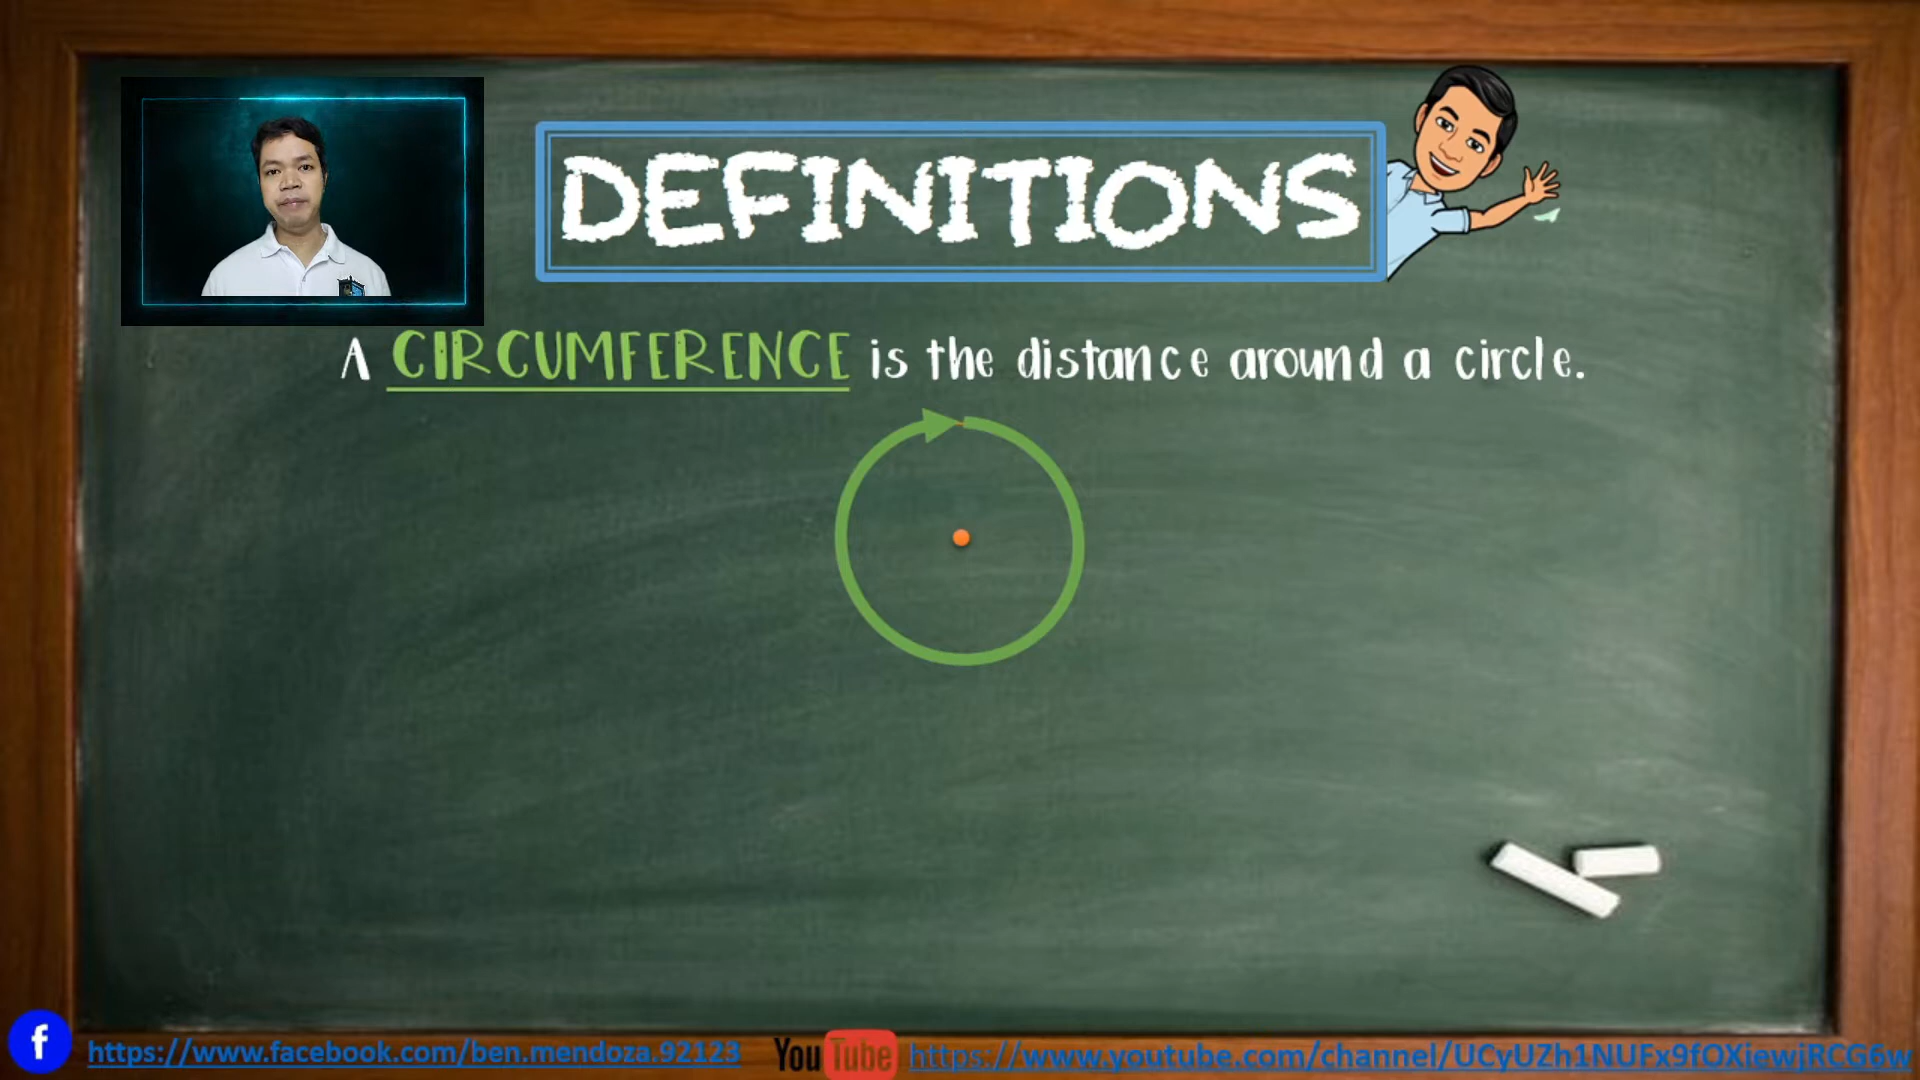 DEFINITIONS
A CIRCUMFERENCE is the distance around a circle.
f https://www.facebook.com/ben.mendoza.92123 YouTube https://www.youtube.com/channel/UCyUZh1NUFx9fOXiewjRCG6w